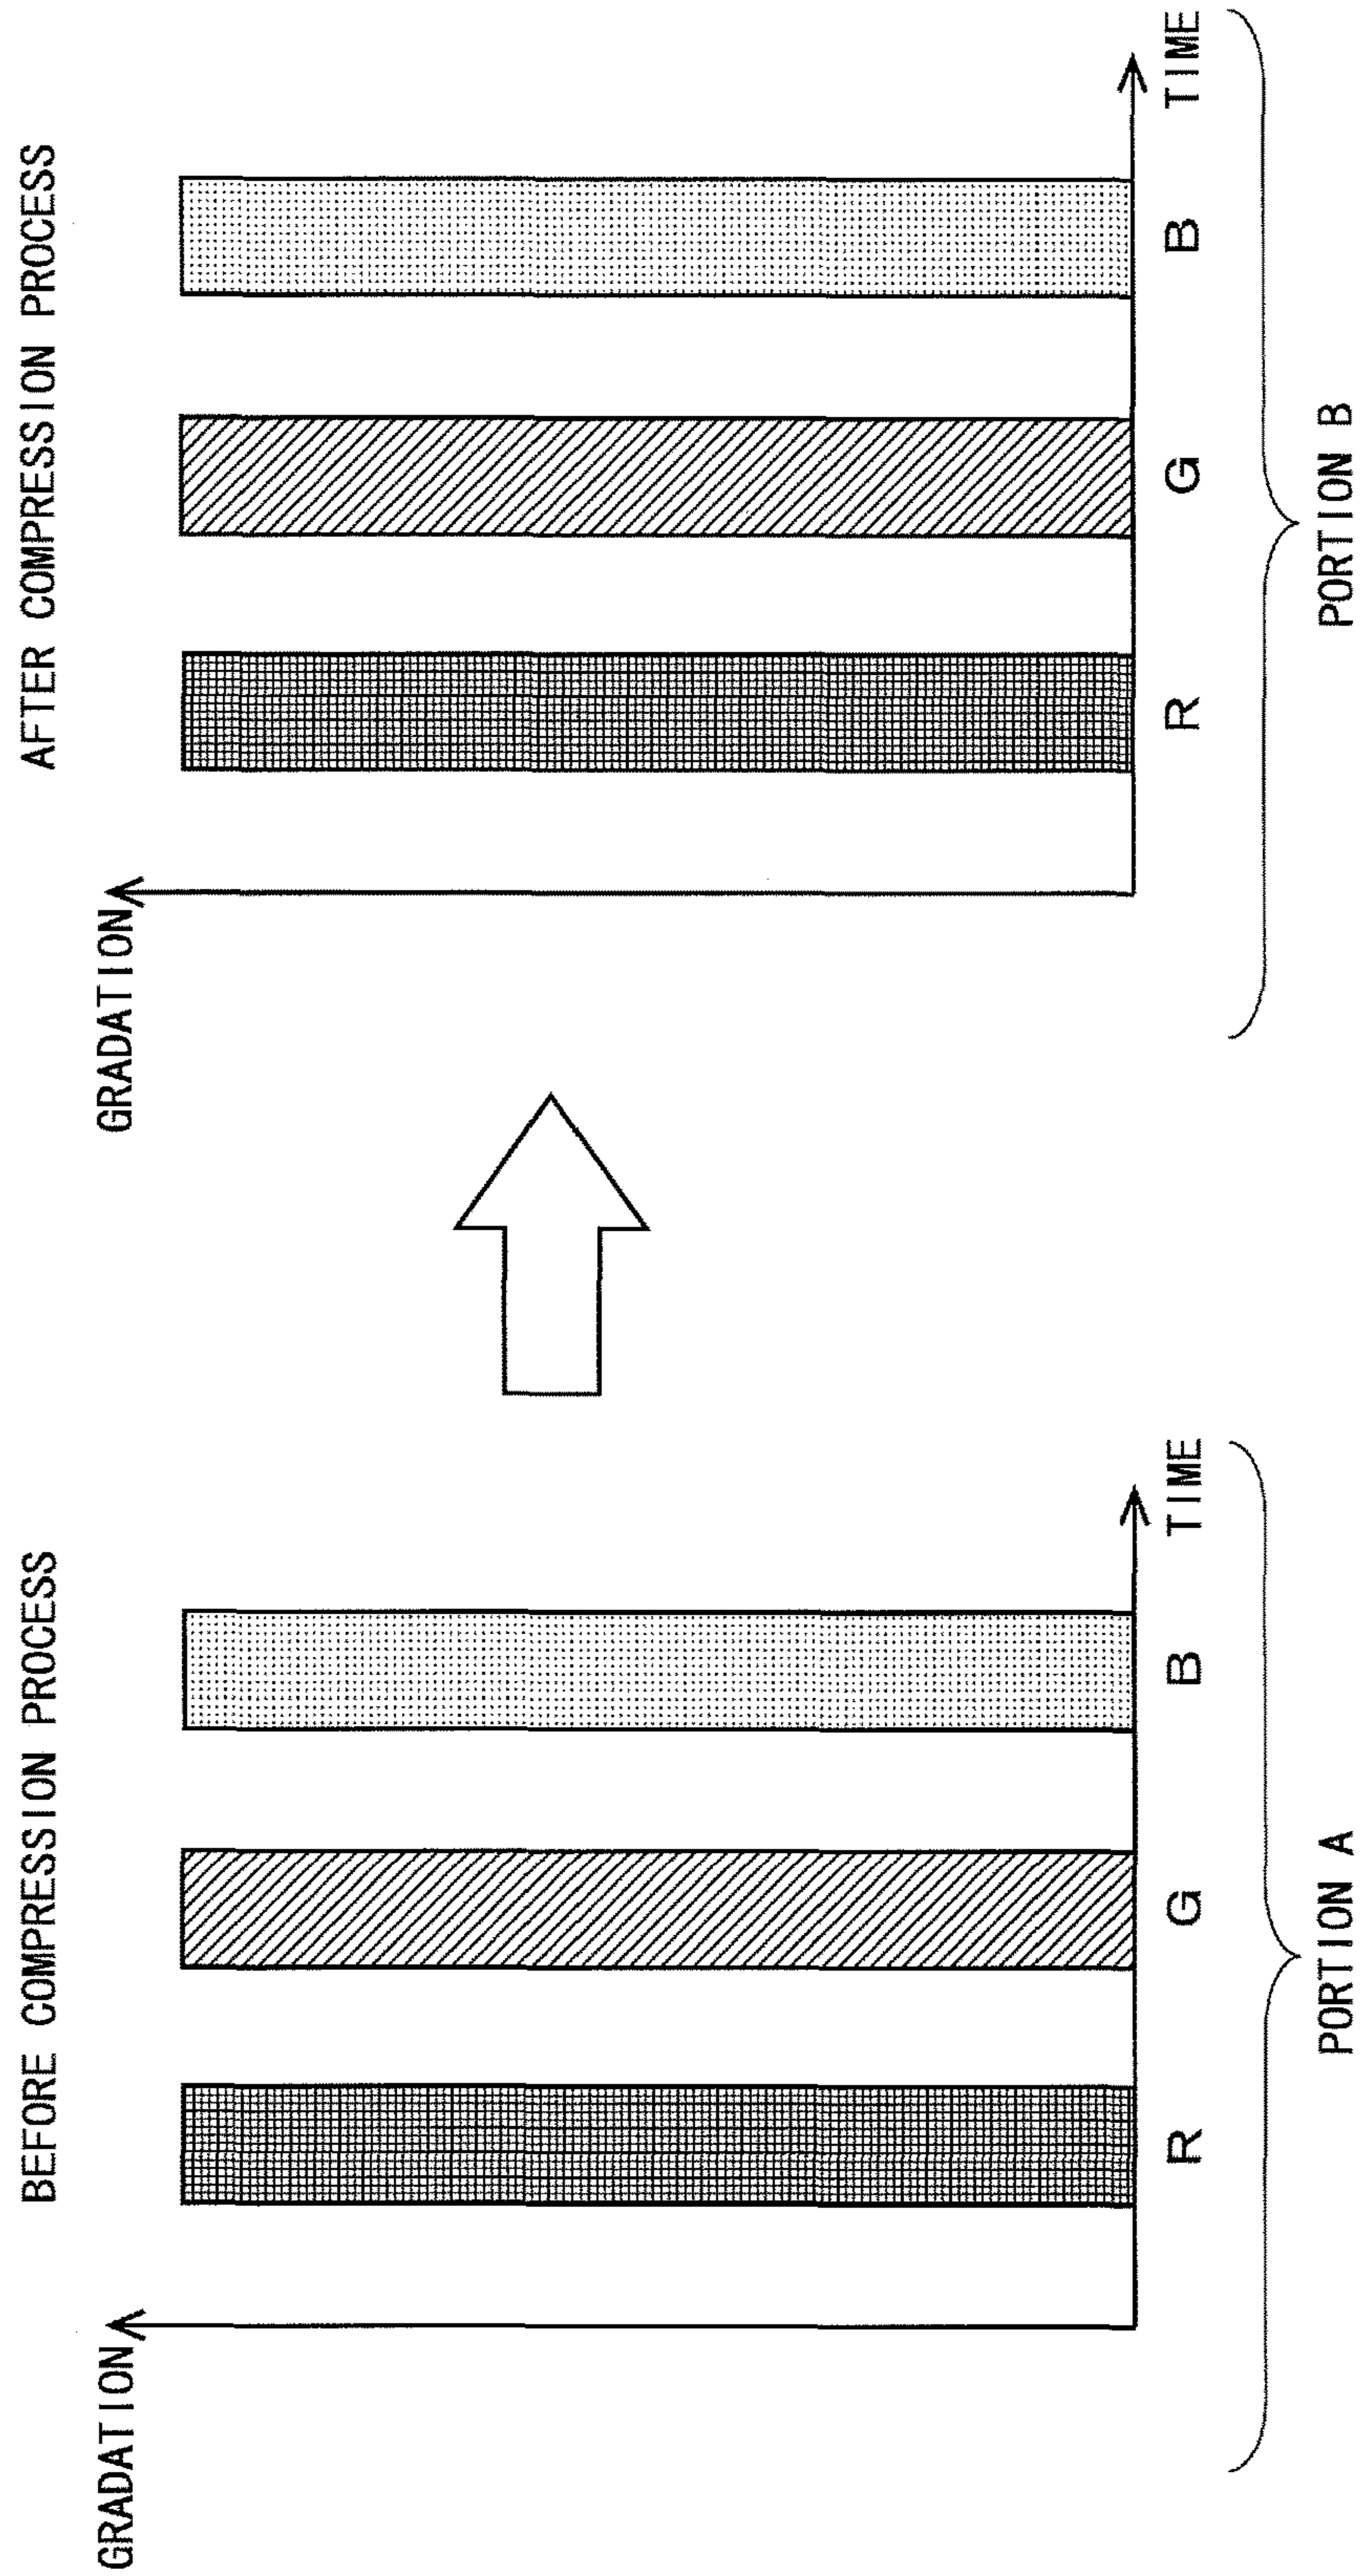 BEFORE COMPRESSION PROCESS
GRADATION
R G B TIME
PORTION A
AFTER COMPRESSION PROCESS
GRADATION
R G B TIME
PORTION B